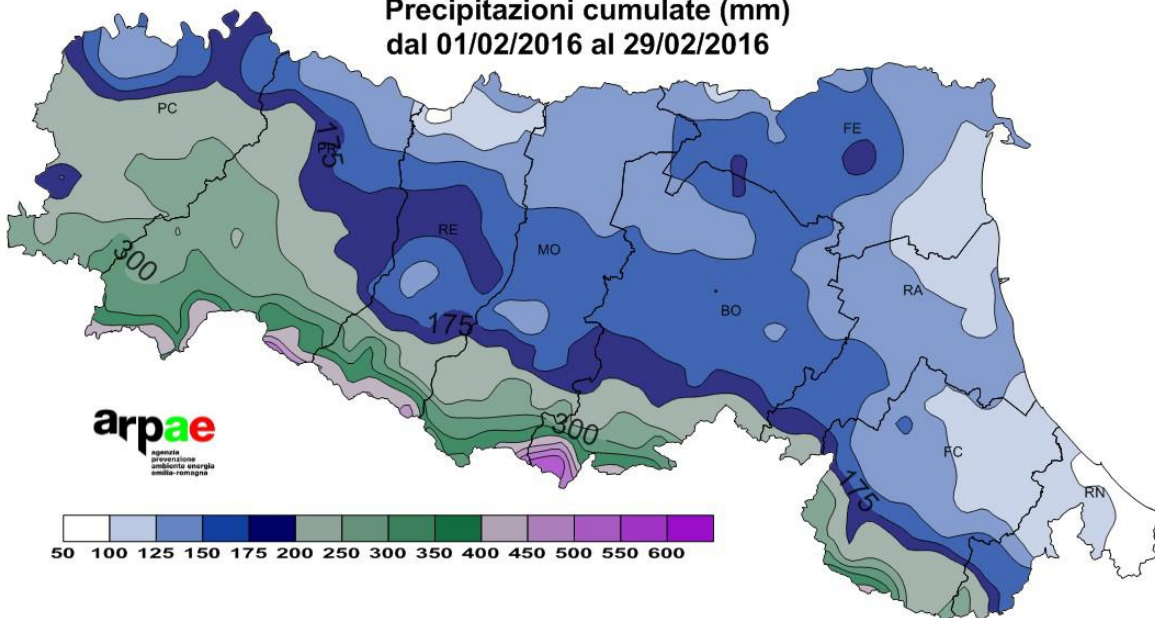 Precipitazioni cumulate (mm)
dal 01/02/2016 al 29/02/2016
PC
FE
175
PR
RE
MO
300
RA
BO
175
300
FC
175
RN
arpae
agenzia
prevenzione
ambiente energia
emilia-romagna
50 100 125 150 175 200 250 300 350 400 450 500 550 600